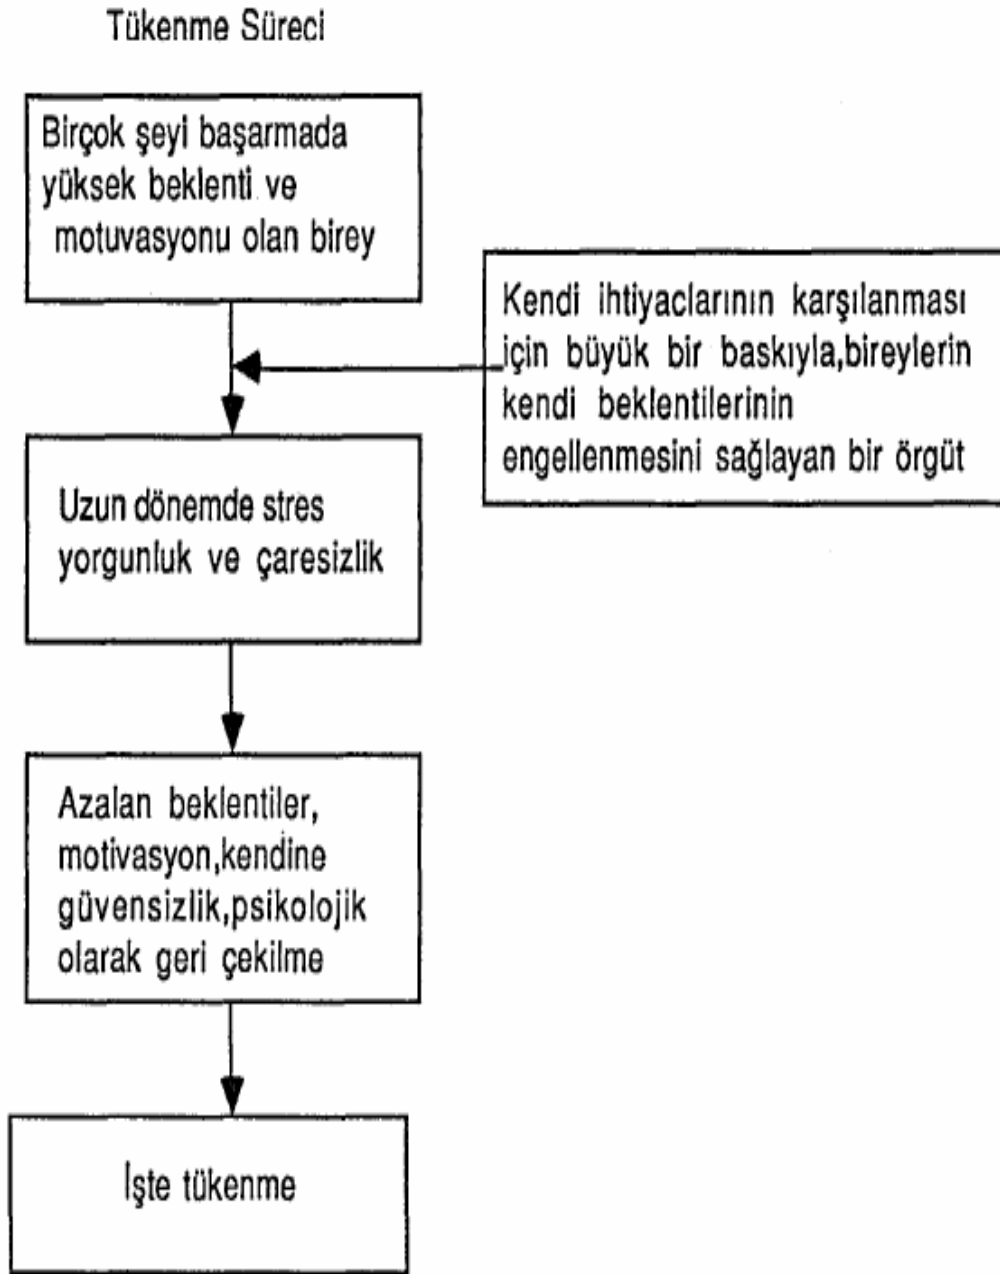 Tükenme Süreci
Birçok şeyi başarmada
yüksek beklenti ve
motuvasyonu olan birey
Kendi ihtiyaclarının karşılanması
için büyük bir baskıyla,bireylerin
kendi beklentilerinin
engellenmesini sağlayan bir örgüt
Uzun dönemde stres
yorgunluk ve çaresizlik
Azalan beklentiler,
motivasyon,kendine
güvensizlik,psikolojik
olarak geri çekilme
İşte tükenme